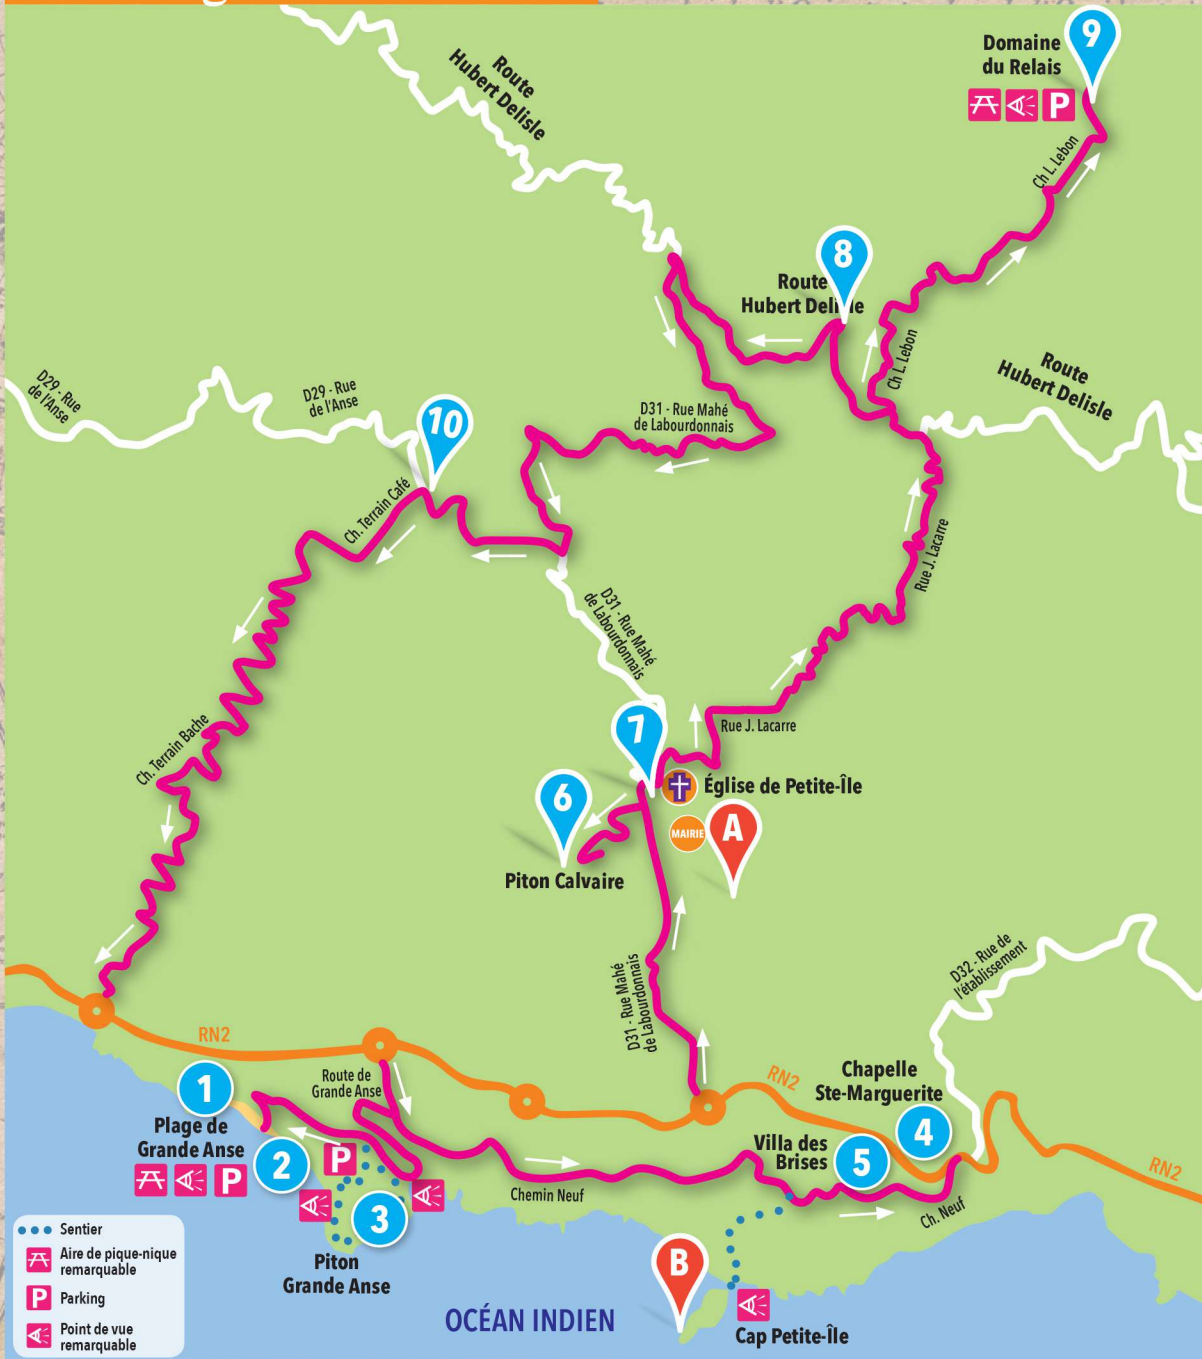 Route
Hubert Delisle
Domaine
du Relais
9
P
Ch L. Lebon
8
Route
Hubert Delisle
Ch L. Lebon
Route
Hubert Delisle
D29 - Rue
de l'Anse
D29 - Rue
de l'Anse
10
D31 - Rue Mahé
de Labourdonnais
Ch. Terrain Café
Rue J. Lacarre
D31 - Rue Mahé
de Labourdonnais
Ch. Terrain Bache
7
Rue J. Lacarre
6
Église de Petite-Île
MAIRIE
A
Piton Calvaire
D31 - Rue Mahé
de Labourdonnais
D32 - Rue de
l'établissement
RN2
Route de
Grande Anse
RN2
Chapelle
Ste-Marguerite
1
4
Plage de
Grande Anse
P
2
P
Villa des
Brises
5
RN2
Chemin Neuf
Ch. Neuf
3
Piton
Grande Anse
B
OCÉAN INDIEN
Cap Petite-Île
Sentier
Aire de pique-nique
remarquable
P
Parking
Point de vue
remarquable